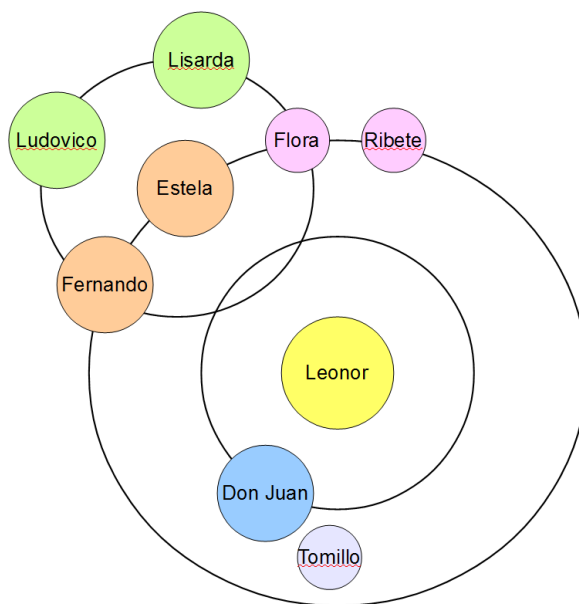 Lisarda
Ludovico
Flora
Ribete
Estela
Fernando
Leonor
Don Juan
Tomillo